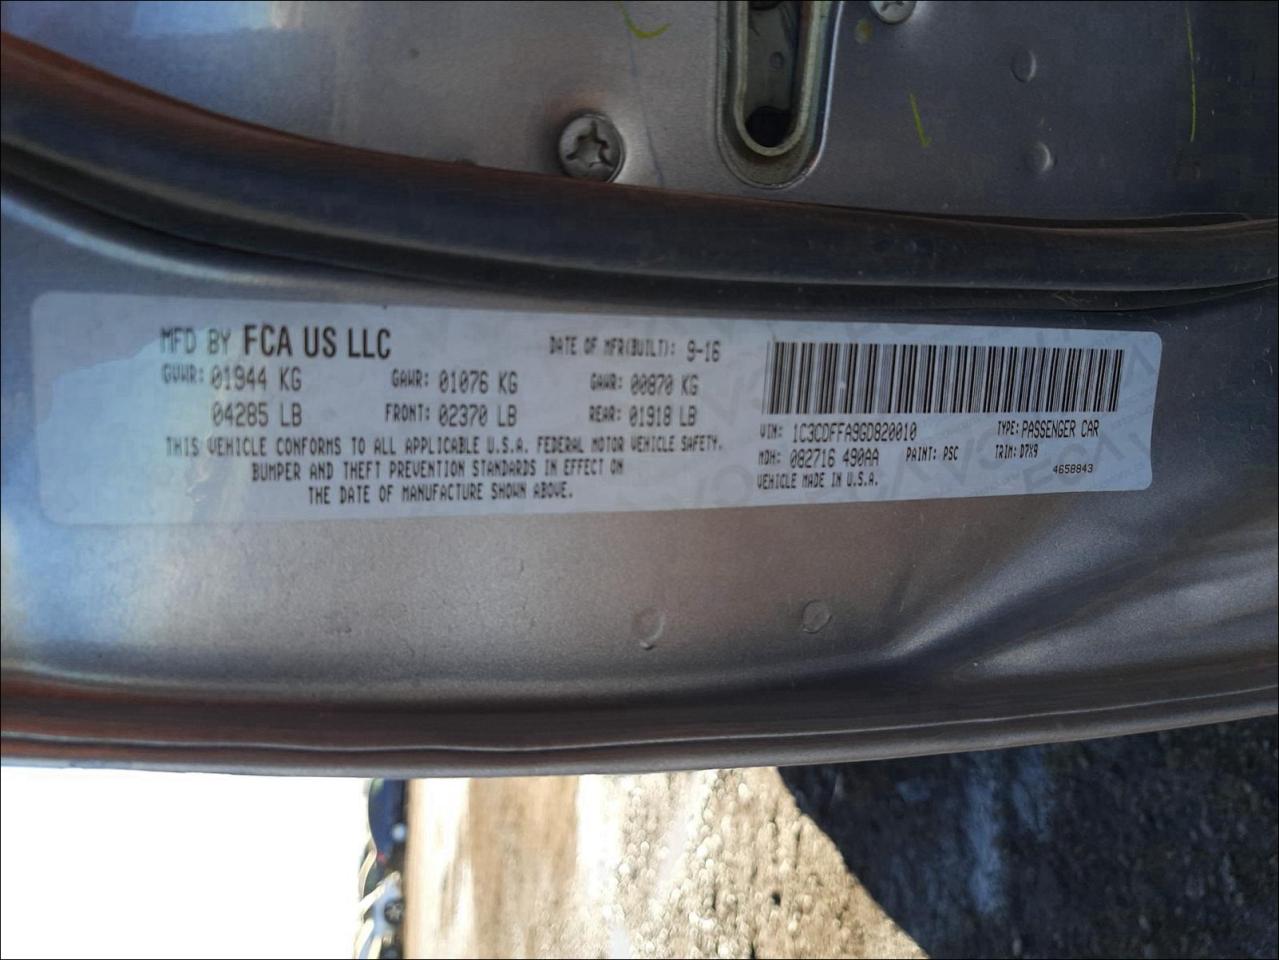 MFD BY FCA US LLC
DATE OF MFR(BUILT): 9-16
GVWR: 01944 KG
GAWR: 01076 KG
GAWR: 00870 KG
04285 LB
FRONT: 02370 LB
REAR: 01918 LB
THIS VEHICLE CONFORMS TO ALL APPLICABLE U.S.A. FEDERAL MOTOR VEHICLE SAFETY.
BUMPER AND THEFT PREVENTION STANDARDS IN EFFECT ON
THE DATE OF MANUFACTURE SHOWN ABOVE.
VIN: 1C3CDFFA9GD820010
TYPE: PASSENGER CAR
MDH: 082716 490AA
PAINT: PSC
TRIM: D7X9
VEHICLE MADE IN U.S.A.
4658843